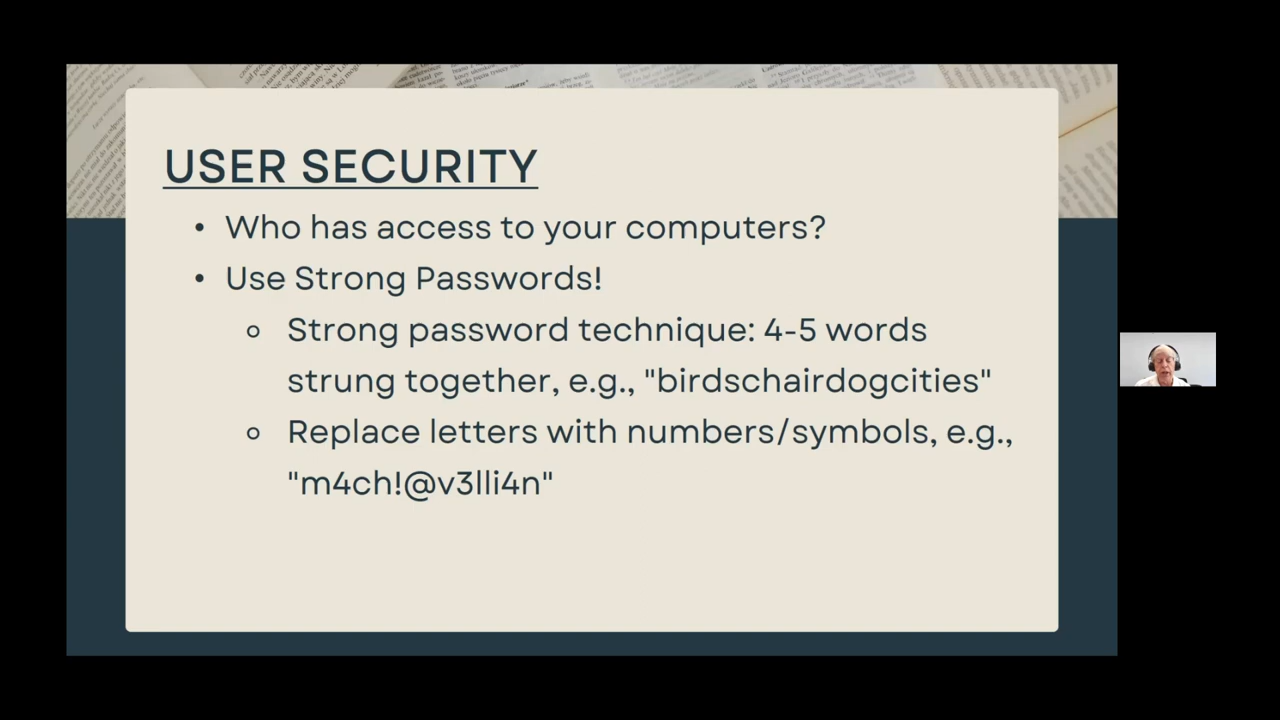 USER SECURITY
• Who has access to your computers?
• Use Strong Passwords!
◦ Strong password technique: 4-5 words
strung together, e.g., "birdschairdogcities"
◦ Replace letters with numbers/symbols, e.g.,
"m4ch!@v3lli4n"